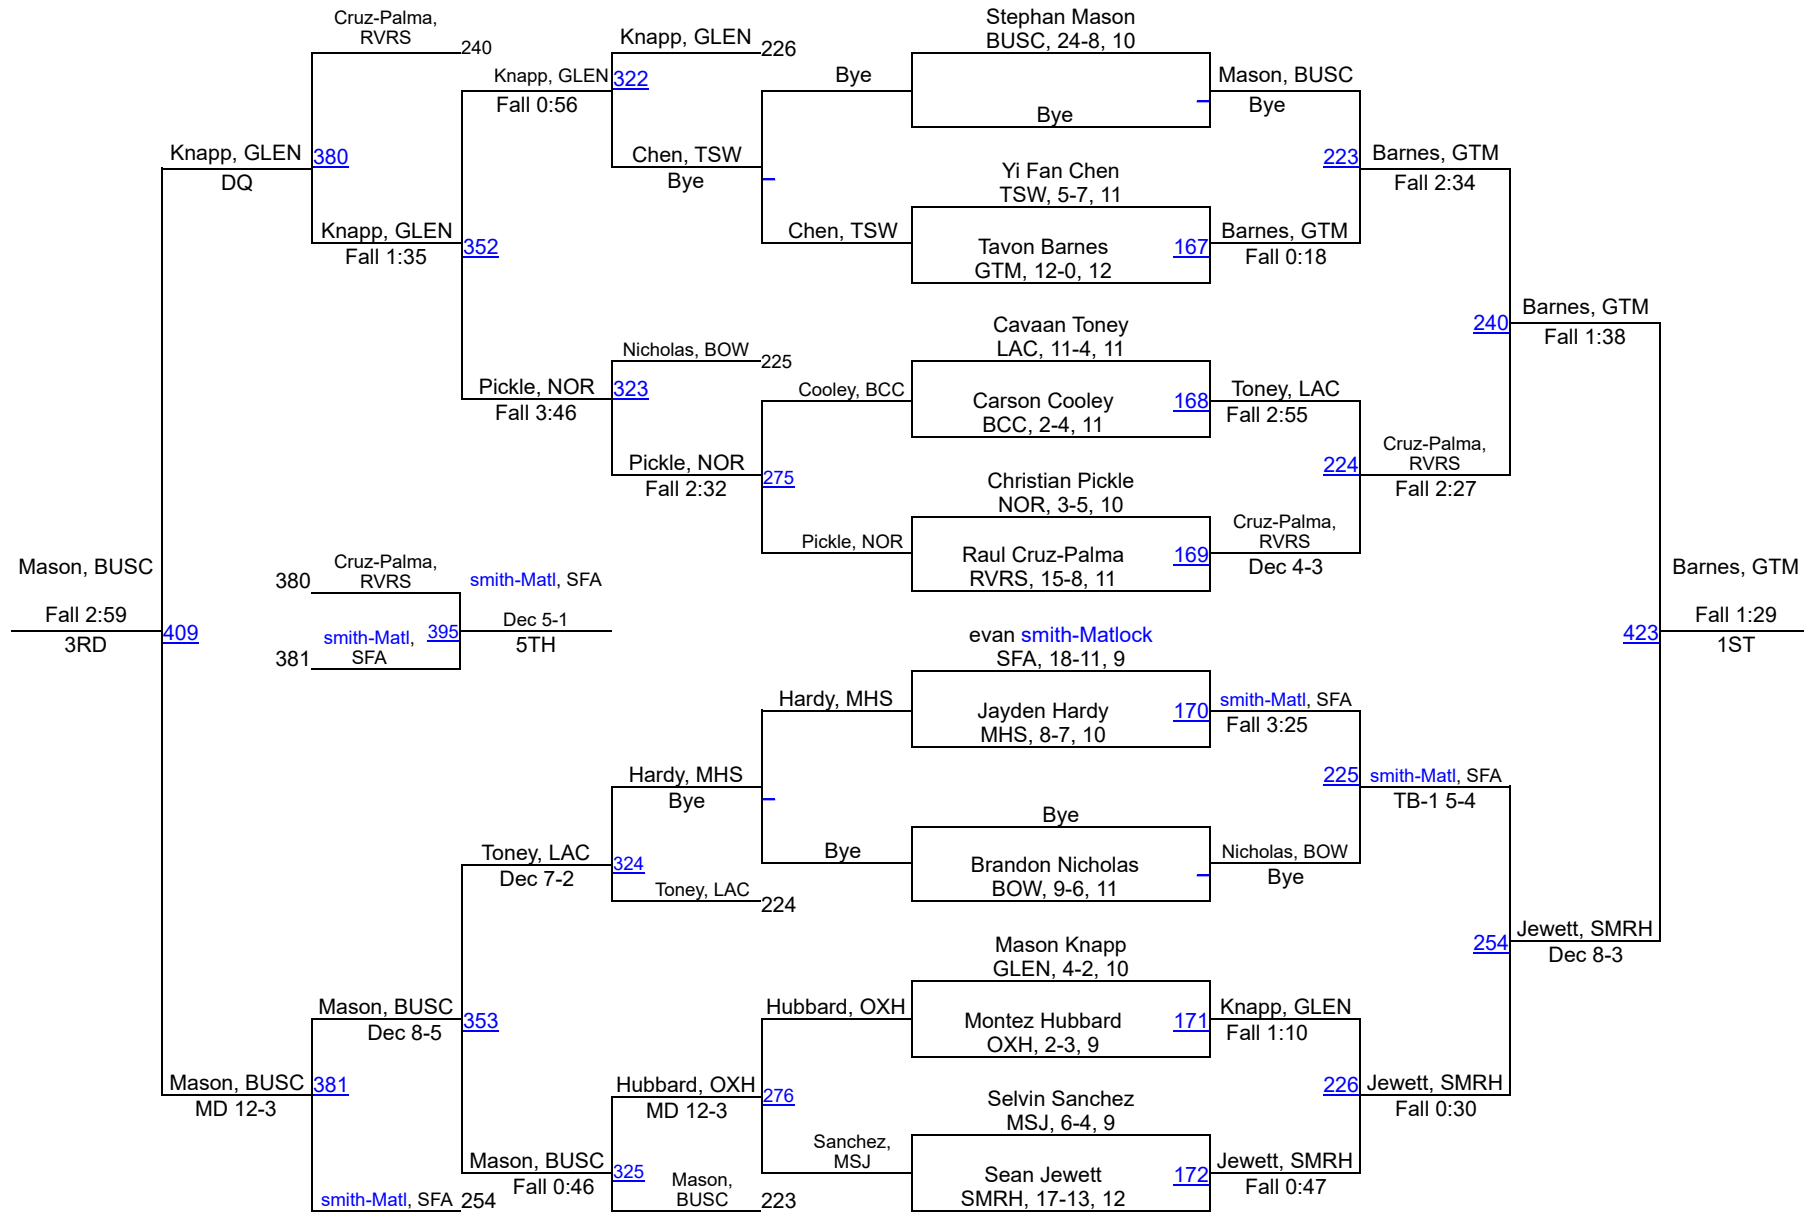 Cruz-Palma,
RVRS
240
Knapp, GLEN
226
Stephan Mason
BUSC, 24-8, 10
Knapp, GLEN
322
Fall 0:56
Bye
Bye
Mason, BUSC
Bye
Knapp, GLEN
380
DQ
Chen, TSW
Bye
Yi Fan Chen
TSW, 5-7, 11
223
Barnes, GTM
Fall 2:34
Knapp, GLEN
352
Fall 1:35
Chen, TSW
Tavon Barnes
GTM, 12-0, 12
167
Barnes, GTM
Fall 0:18
Cavaan Toney
LAC, 11-4, 11
240
Barnes, GTM
Fall 1:38
Nicholas, BOW
225
Pickle, NOR
323
Fall 3:46
Cooley, BCC
Carson Cooley
BCC, 2-4, 11
168
Toney, LAC
Fall 2:55
Pickle, NOR
275
Fall 2:32
Christian Pickle
NOR, 3-5, 10
224
Cruz-Palma,
RVRS
Fall 2:27
Pickle, NOR
Raul Cruz-Palma
RVRS, 15-8, 11
169
Cruz-Palma,
RVRS
Dec 4-3
Mason, BUSC
Fall 2:59
3RD
409
380
Cruz-Palma,
RVRS
smith-Matl, SFA
381
smith-Matl,
SFA
395
Dec 5-1
5TH
evan smith-Matlock
SFA, 18-11, 9
423
Barnes, GTM
Fall 1:29
1ST
Hardy, MHS
Jayden Hardy
MHS, 8-7, 10
170
smith-Matl, SFA
Fall 3:25
Hardy, MHS
Bye
225
smith-Matl, SFA
TB-1 5-4
Toney, LAC
Dec 7-2
324
Toney, LAC
224
Bye
Bye
Brandon Nicholas
BOW, 9-6, 11
Nicholas, BOW
Bye
254
Jewett, SMRH
Dec 8-3
Mason Knapp
GLEN, 4-2, 10
Mason, BUSC
353
Dec 8-5
Hubbard, OXH
Montez Hubbard
OXH, 2-3, 9
171
Knapp, GLEN
Fall 1:10
Mason, BUSC
381
MD 12-3
Hubbard, OXH
276
MD 12-3
Selvin Sanchez
MSJ, 6-4, 9
226
Jewett, SMRH
Fall 0:30
Mason, BUSC
325
Fall 0:46
Sanchez,
MSJ
Sean Jewett
SMRH, 17-13, 12
172
Jewett, SMRH
Fall 0:47
smith-Matl, SFA
254
Mason,
BUSC
223